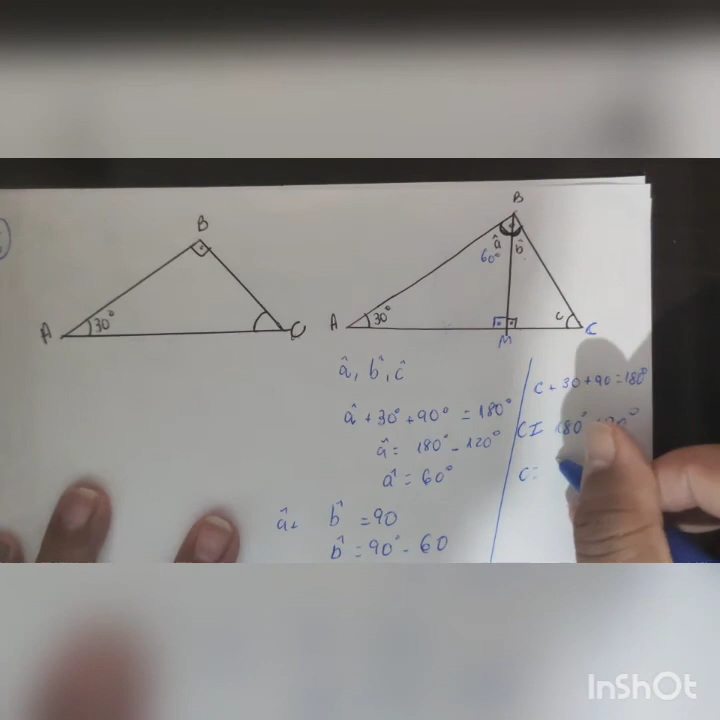 B
A
30°
C
B
â
b̂
60°
A
30°
c
M
C
â, b̂, ĉ
â + 30° + 90° = 180°
â = 180° - 120°
â = 60°
â + b̂ = 90
b̂ = 90° - 60
c + 30 + 90 = 180°
180°
c =
InShOt